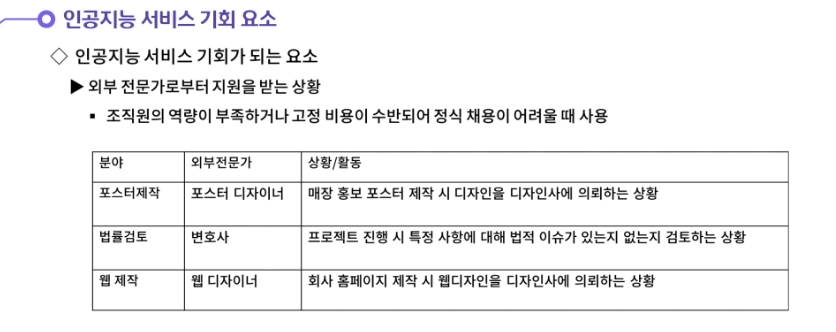 인공지능 서비스 기회 요소
◇ 인공지능 서비스 기회가 되는 요소
▶ 외부 전문가로부터 지원을 받는 상황
▪ 조직원의 역량이 부족하거나 고정 비용이 수반되어 정식 채용이 어려울 때 사용
분야 외부전문가 상황/활동
포스터제작 포스터 디자이너 매장 홍보 포스터 제작 시 디자인을 디자인사에 의뢰하는 상황
법률검토 변호사 프로젝트 진행 시 특정 사항에 대해 법적 이슈가 있는지 없는지 검토하는 상황
웹 제작 웹 디자이너 회사 홈페이지 제작 시 웹디자인을 디자인사에 의뢰하는 상황